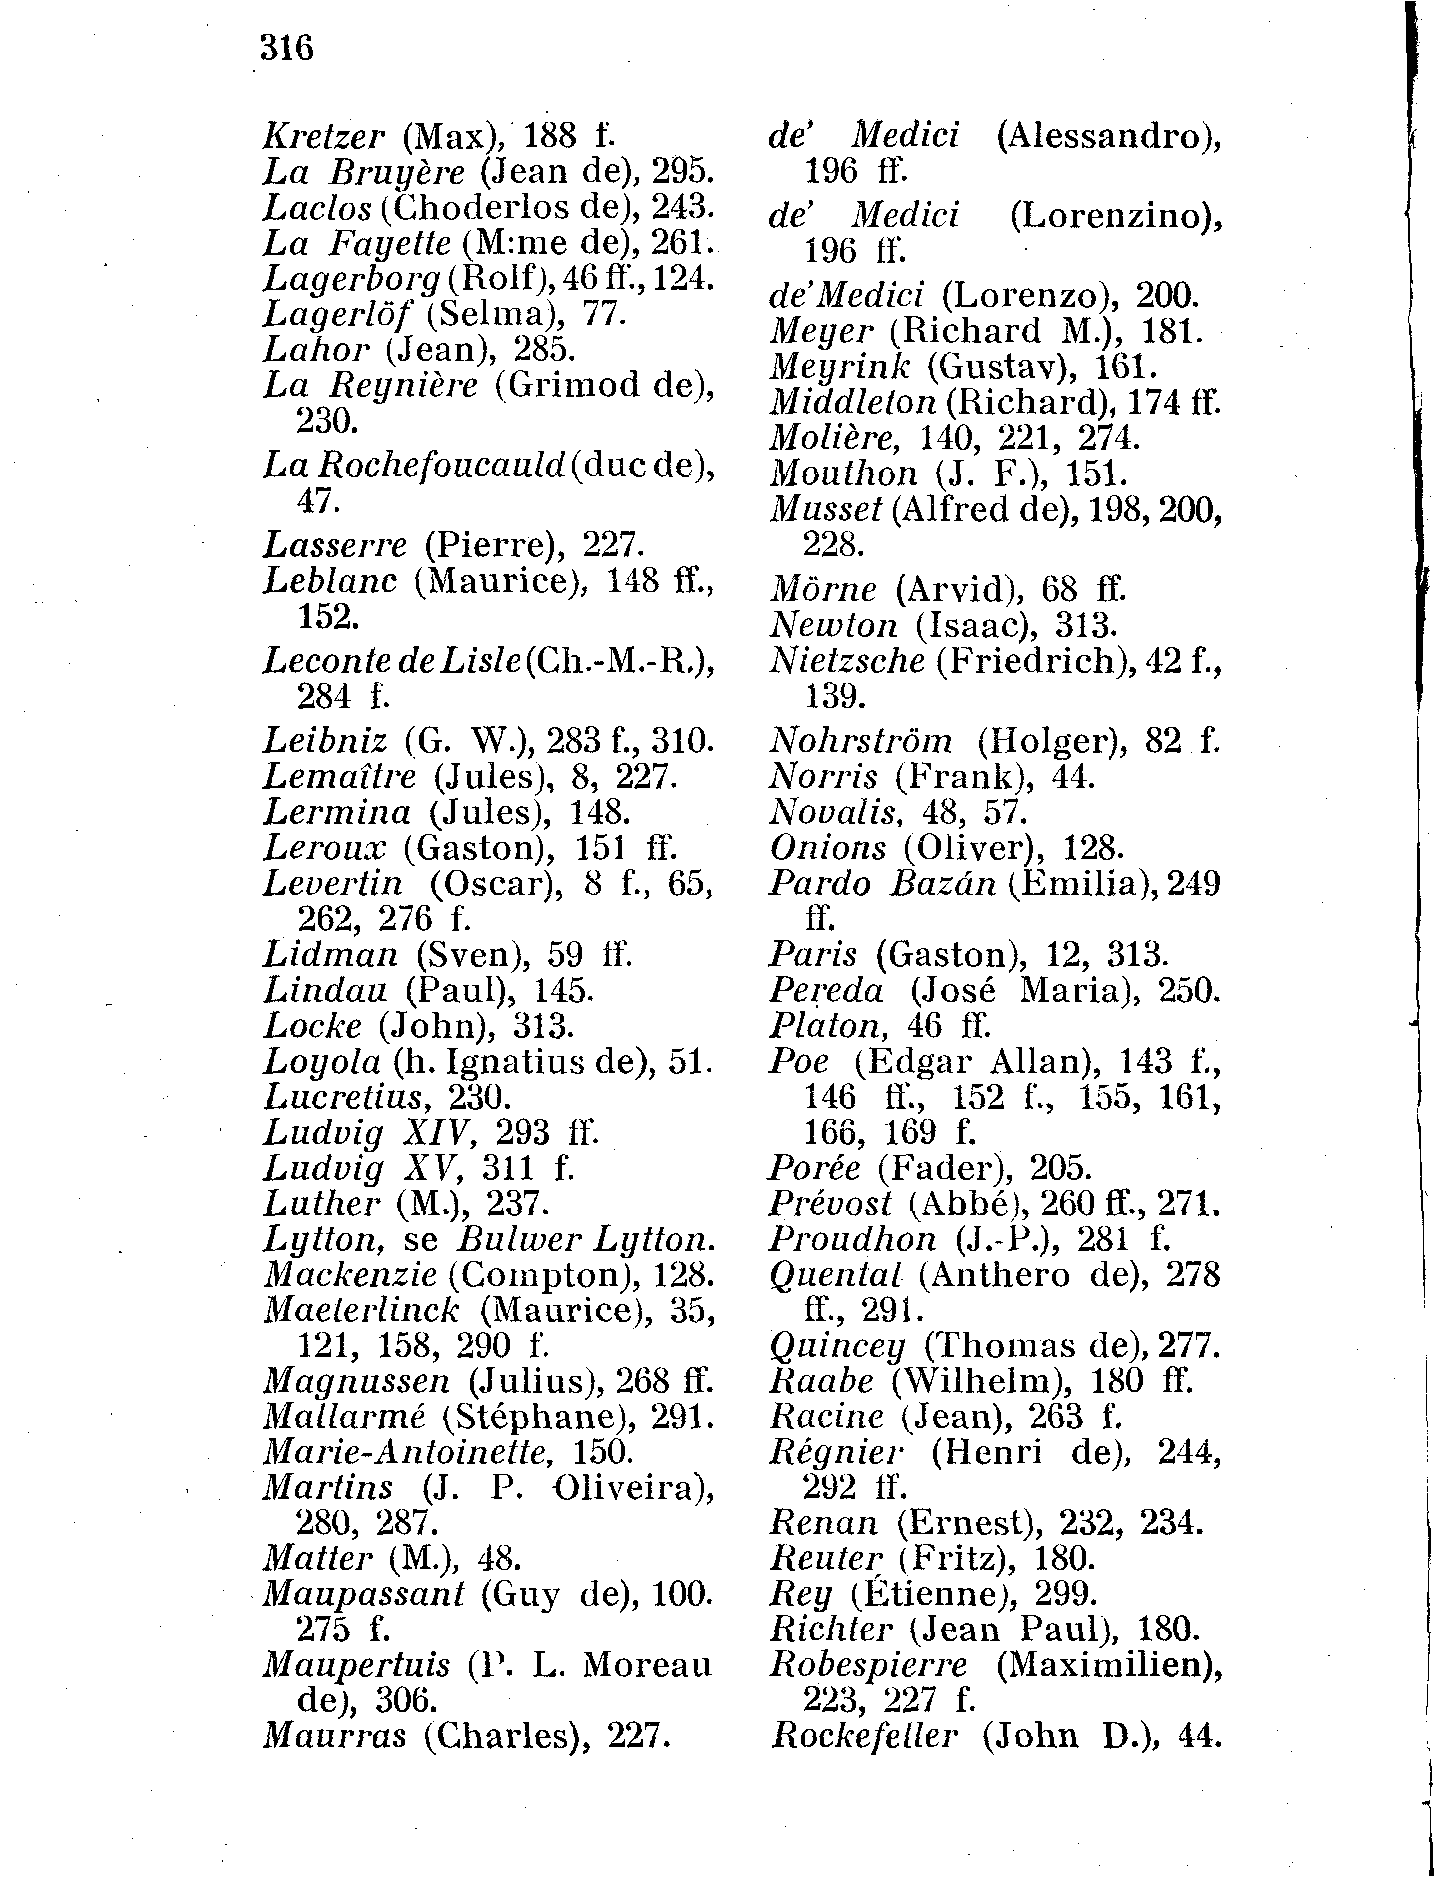 316
Kretzer (Max), 188 f.
La Bruyère (Jean de), 295.
Laclos (Choderlos de), 243.
La Fayette (M:me de), 261.
Lagerborg (Rolf), 46 ff., 124.
Lagerlöf (Selma), 77.
Lahor (Jean), 285.
La Reynière (Grimod de),
230.
La Rochefoucauld (duc de),
47.
Lasserre (Pierre), 227.
Leblanc (Maurice), 148 ff.,
152.
Leconte de Lisle (Ch.-M.-R.),
284 f.
Leibniz (G. W.), 283 f., 310.
Lemaître (Jules), 8, 227.
Lermina (Jules), 148.
Leroux (Gaston), 151 ff.
Levertin (Oscar), 8 f., 65,
262, 276 f.
Lidman (Sven), 59 ff.
Lindau (Paul), 145.
Locke (John), 313.
Loyola (h. Ignatius de), 51.
Lucretius, 230.
Ludvig XIV, 293 ff.
Ludvig XV, 311 f.
Luther (M.), 237.
Lytton, se Bulwer Lytton.
Mackenzie (Compton), 128.
Maeterlinck (Maurice), 35,
121, 158, 290 f.
Magnussen (Julius), 268 ff.
Mallarmé (Stéphane), 291.
Marie-Antoinette, 150.
Martins (J. P. Oliveira),
280, 287.
Matter (M.), 48.
Maupassant (Guy de), 100.
275 f.
Maupertuis (P. L. Moreau
de), 306.
Maurras (Charles), 227.
de' Medici (Alessandro),
196 ff.
de' Medici (Lorenzino),
196 ff.
de' Medici (Lorenzo), 200.
Meyer (Richard M.), 181.
Meyrink (Gustav), 161.
Middleton (Richard), 174 ff.
Molière, 140, 221, 274.
Mouthon (J. F.), 151.
Musset (Alfred de), 198, 200,
228.
Mörne (Arvid), 68 ff.
Newton (Isaac), 313.
Nietzsche (Friedrich), 42 f.,
139.
Nohrström (Holger), 82 f.
Norris (Frank), 44.
Novalis, 48, 57.
Onions (Oliver), 128.
Pardo Bazán (Emilia), 249
ff.
Paris (Gaston), 12, 313.
Pereda (José Maria), 250.
Platon, 46 ff.
Poe (Edgar Allan), 143 f.,
146 ff., 152 f., 155, 161,
166, 169 f.
Porée (Fader), 205.
Prévost (Abbé), 260 ff., 271.
Proudhon (J.-P.), 281 f.
Quental (Anthero de), 278
ff., 291.
Quincey (Thomas de), 277.
Raabe (Wilhelm), 180 ff.
Racine (Jean), 263 f.
Régnier (Henri de), 244,
292 ff.
Renan (Ernest), 232, 234.
Reuter (Fritz), 180.
Rey (Étienne), 299.
Richter (Jean Paul), 180.
Robespierre (Maximilien),
223, 227 f.
Rockefeller (John D.), 44.